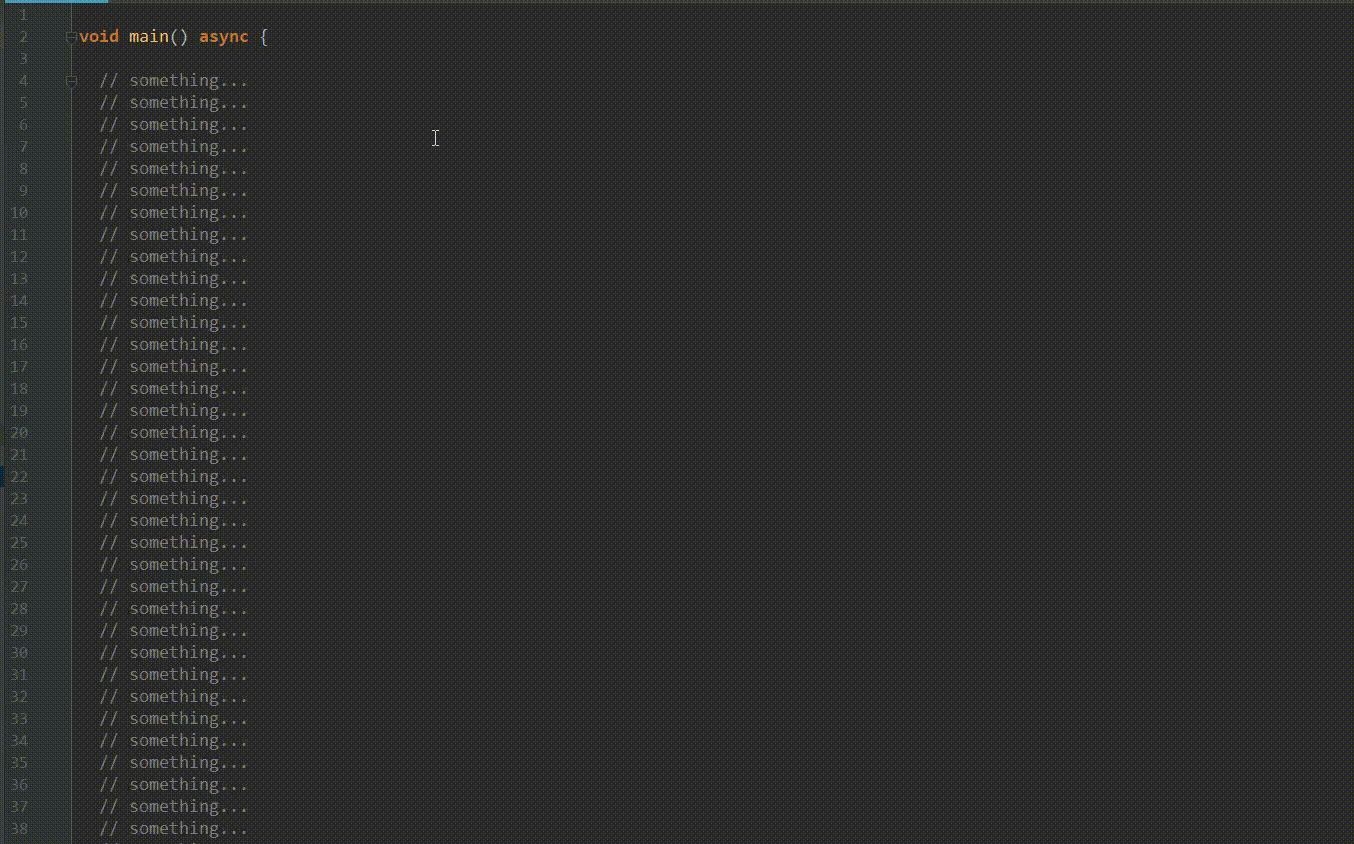 1
2 void main() async {
3
4 // something...
5 // something...
6 // something...
7 // something...
8 // something...
9 // something...
10 // something...
11 // something...
12 // something...
13 // something...
14 // something...
15 // something...
16 // something...
17 // something...
18 // something...
19 // something...
20 // something...
21 // something...
22 // something...
23 // something...
24 // something...
25 // something...
26 // something...
27 // something...
28 // something...
29 // something...
30 // something...
31 // something...
32 // something...
33 // something...
34 // something...
35 // something...
36 // something...
37 // something...
38 // something...